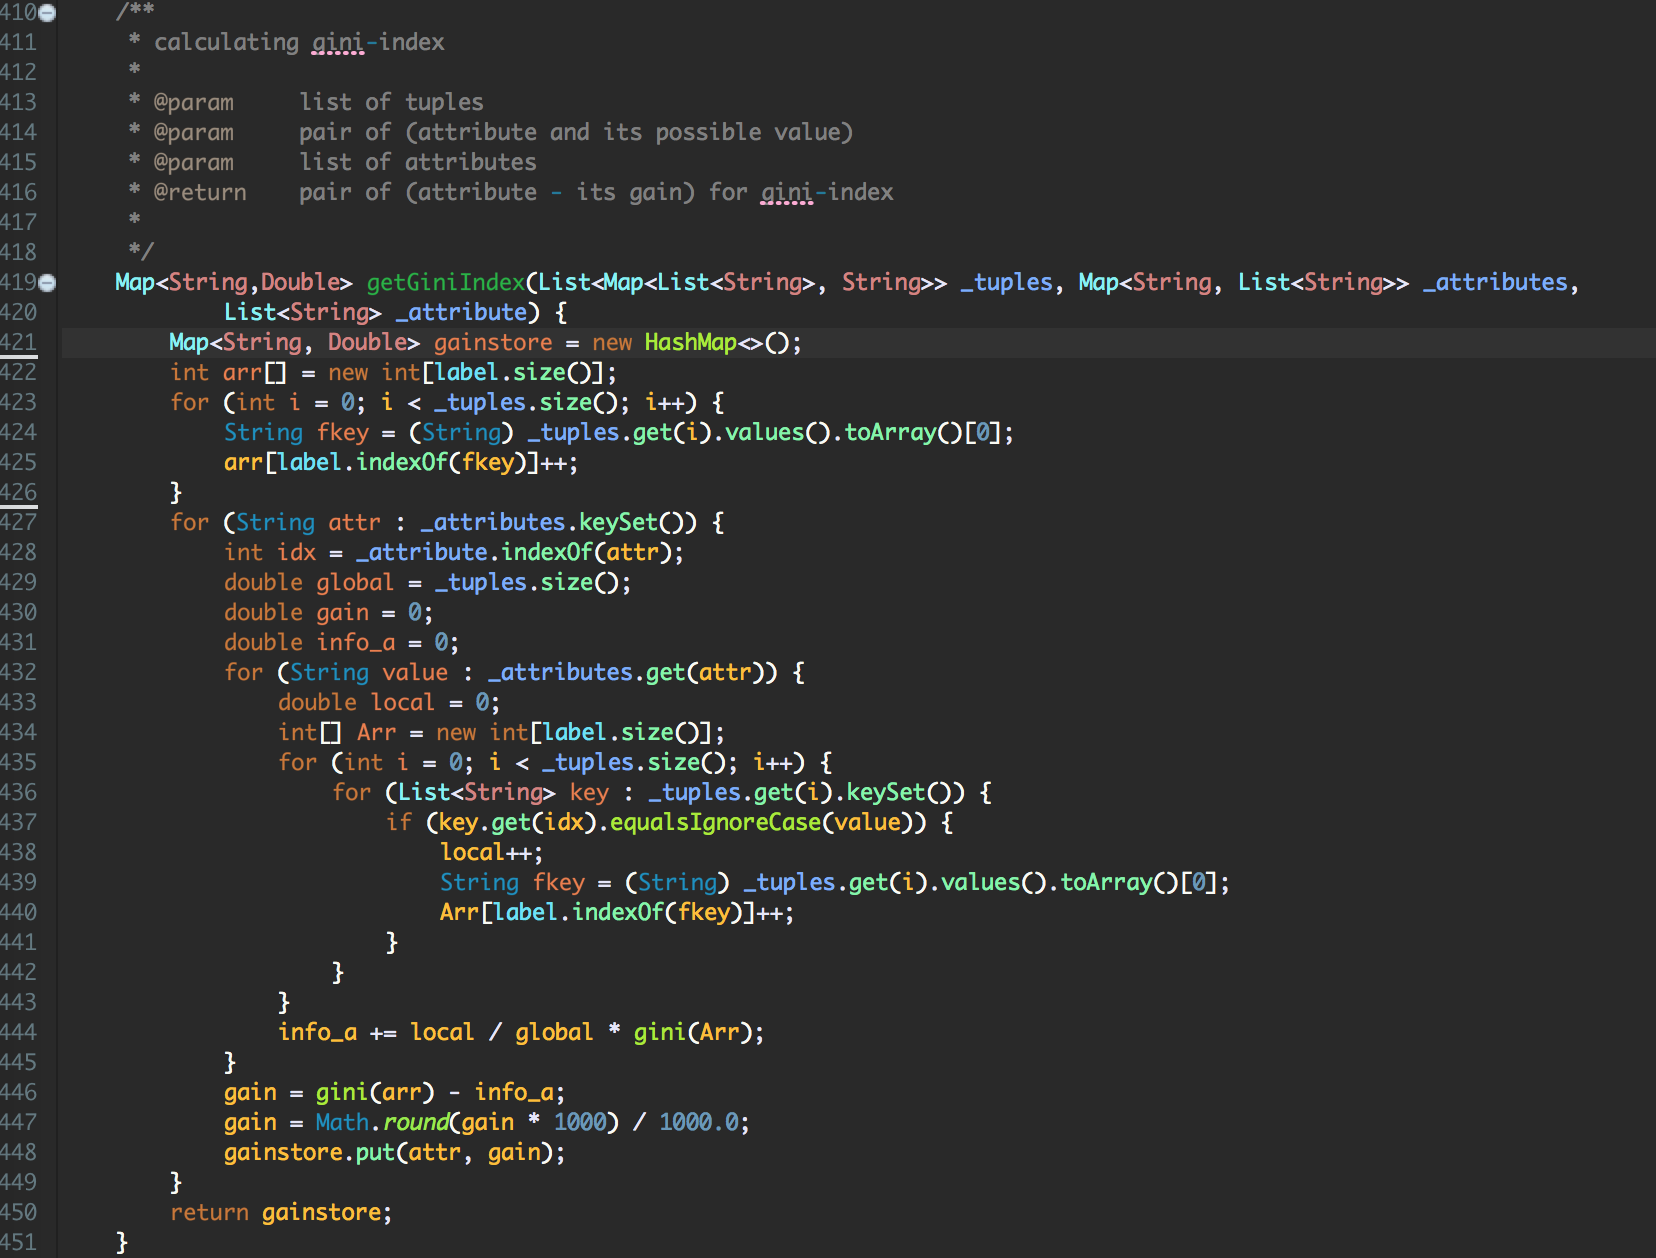 410 /**
411 * calculating gini-index
412 *
413 * @param list of tuples
414 * @param pair of (attribute and its possible value)
415 * @param list of attributes
416 * @return pair of (attribute - its gain) for gini-index
417 *
418 */
419 Map<String,Double> getGiniIndex(List<Map<List<String>, String>> _tuples, Map<String, List<String>> _attributes,
420 List<String> _attribute) {
421 Map<String, Double> gainstore = new HashMap<>();
422 int arr[] = new int[label.size()];
423 for (int i = 0; i < _tuples.size(); i++) {
424 String fkey = (String) _tuples.get(i).values().toArray()[0];
425 arr[label.indexOf(fkey)]++;
426 }
427 for (String attr : _attributes.keySet()) {
428 int idx = _attribute.indexOf(attr);
429 double global = _tuples.size();
430 double gain = 0;
431 double info_a = 0;
432 for (String value : _attributes.get(attr)) {
433 double local = 0;
434 int[] Arr = new int[label.size()];
435 for (int i = 0; i < _tuples.size(); i++) {
436 for (List<String> key : _tuples.get(i).keySet()) {
437 if (key.get(idx).equalsIgnoreCase(value)) {
438 local++;
439 String fkey = (String) _tuples.get(i).values().toArray()[0];
440 Arr[label.indexOf(fkey)]++;
441 }
442 }
443 }
444 info_a += local / global * gini(Arr);
445 }
446 gain = gini(arr) - info_a;
447 gain = Math.round(gain * 1000) / 1000.0;
448 gainstore.put(attr, gain);
449 }
450 return gainstore;
451 }